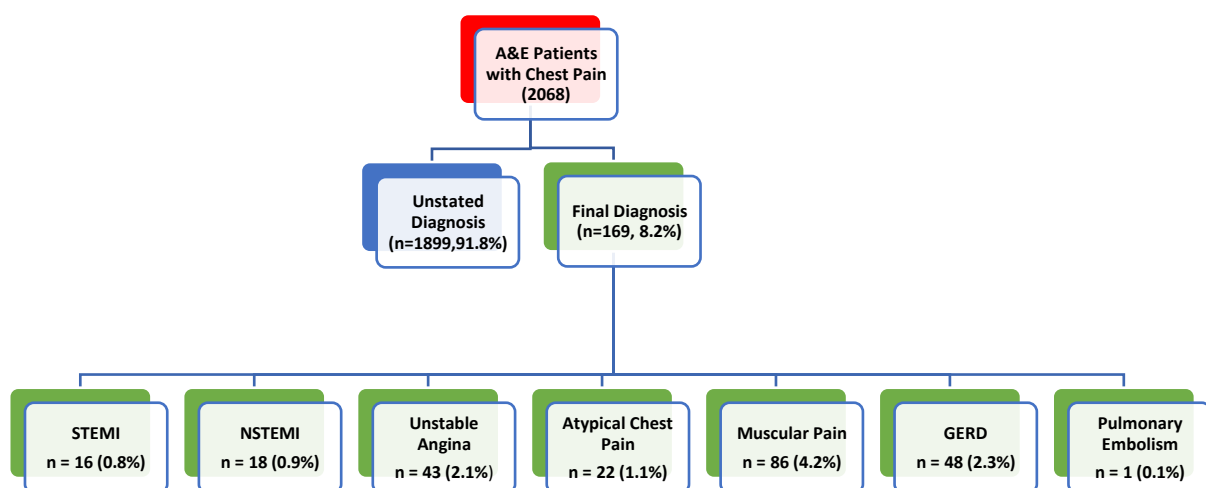 A&E Patients
with Chest Pain
(2068)
Unstated
Diagnosis
(n=1899,91.8%)
Final Diagnosis
(n=169, 8.2%)
STEMI
n = 16 (0.8%)
NSTEMI
n = 18 (0.9%)
Unstable
Angina
n = 43 (2.1%)
Atypical Chest
Pain
n = 22 (1.1%)
Muscular Pain
n = 86 (4.2%)
GERD
n = 48 (2.3%)
Pulmonary
Embolism
n = 1 (0.1%)